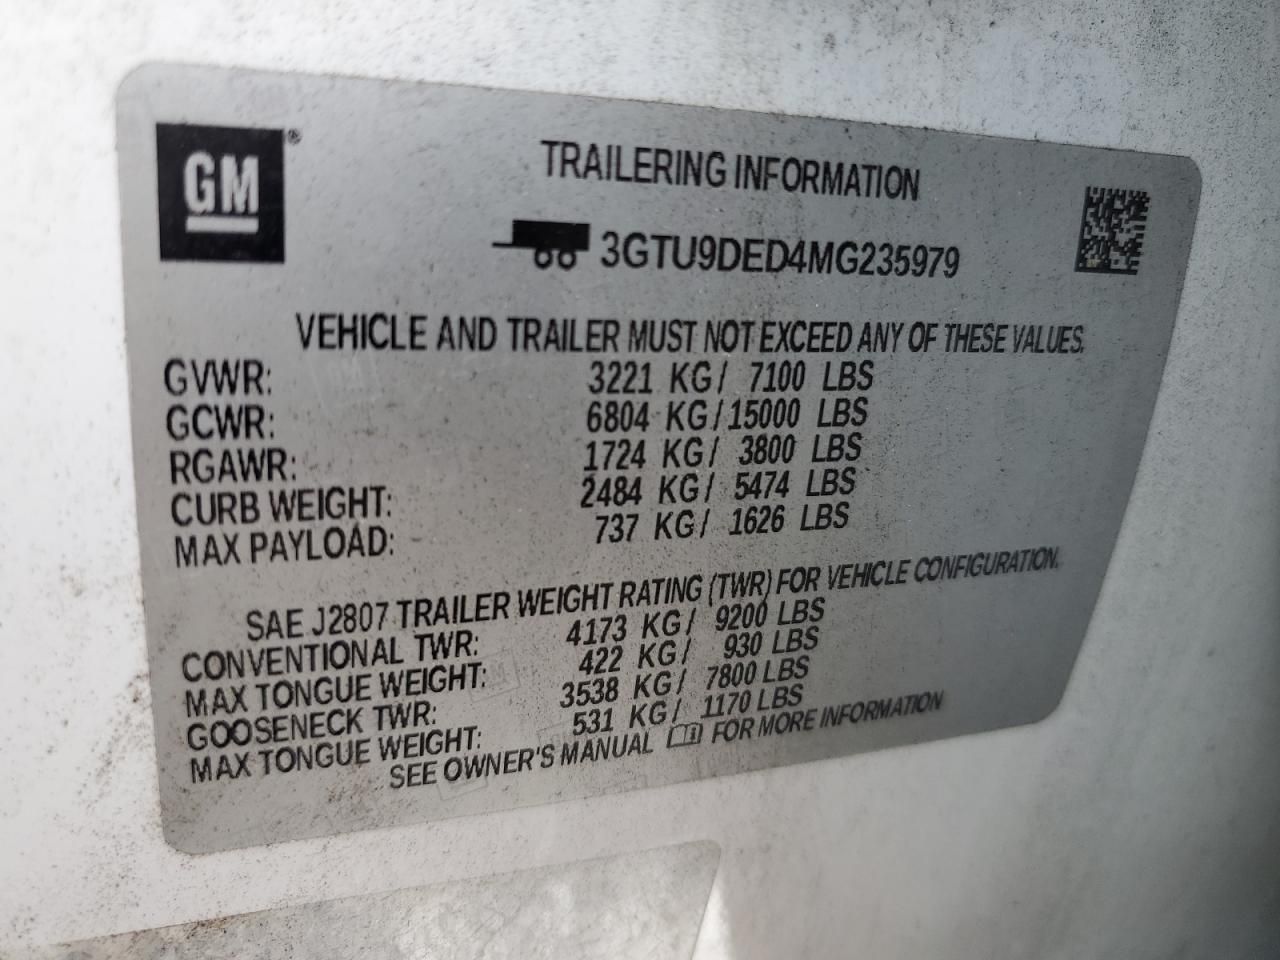 GM®
TRAILERING INFORMATION
3GTU9DED4MG235979
VEHICLE AND TRAILER MUST NOT EXCEED ANY OF THESE VALUES.
GVWR: 3221 KG/ 7100 LBS
GCWR: 6804 KG/15000 LBS
RGAWR: 1724 KG/ 3800 LBS
CURB WEIGHT: 2484 KG/ 5474 LBS
MAX PAYLOAD: 737 KG/ 1626 LBS
SAE J2807 TRAILER WEIGHT RATING (TWR) FOR VEHICLE CONFIGURATION.
CONVENTIONAL TWR: 4173 KG/ 9200 LBS
MAX TONGUE WEIGHT: 422 KG/ 930 LBS
GOOSENECK TWR: 3538 KG/ 7800 LBS
MAX TONGUE WEIGHT: 531 KG/ 1170 LBS
SEE OWNER'S MANUAL FOR MORE INFORMATION